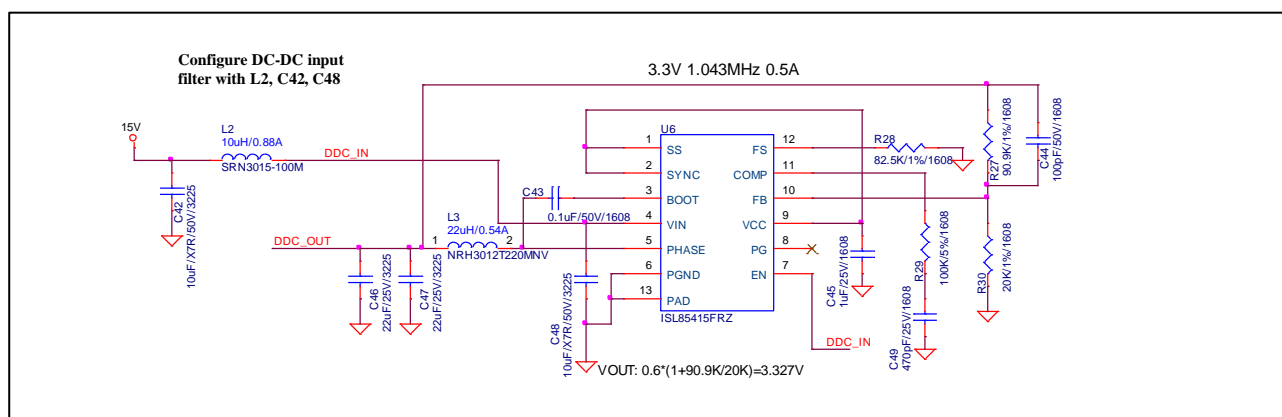 Configure DC-DC input
filter with L2, C42, C48
3.3V 1.043MHz 0.5A
15V
L2
10uH/0.88A
SRN3015-100M
DDC_IN
C42
10uF/X7R/50V/3225
DDC_OUT
C46
22uF/25V/3225
C47
22uF/25V/3225
L3
22uH/0.54A
NRH3012T220MNV
1
2
C43
0.1uF/50V/1608
C48
10uF/X7R/50V/3225
U6
1
SS
2
SYNC
3
BOOT
4
VIN
5
PHASE
6
PGND
13
PAD
12
FS
11
COMP
10
FB
9
VCC
8
PG
7
EN
ISL85415FRZ
R28
82.5K/1%/1608
R27
90.9K/1%/1608
C44
100pF/50V/1608
C45
1uF/25V/1608
R29
100K/5%/1608
C49
470pF/25V/1608
R30
20K/1%/1608
DDC_IN
VOUT: 0.6*(1+90.9K/20K)=3.327V